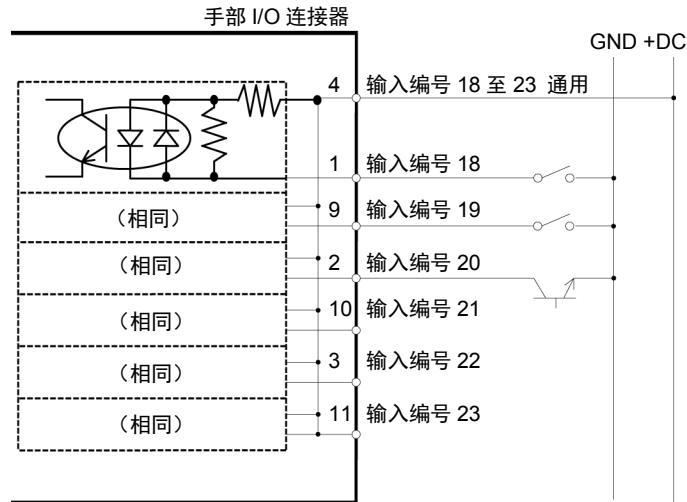 手部 I/O 连接器
GND +DC
4 输入编号 18 至 23 通用
1 输入编号 18
（相同） 9 输入编号 19
（相同） 2 输入编号 20
（相同） 10 输入编号 21
（相同） 3 输入编号 22
（相同） 11 输入编号 23